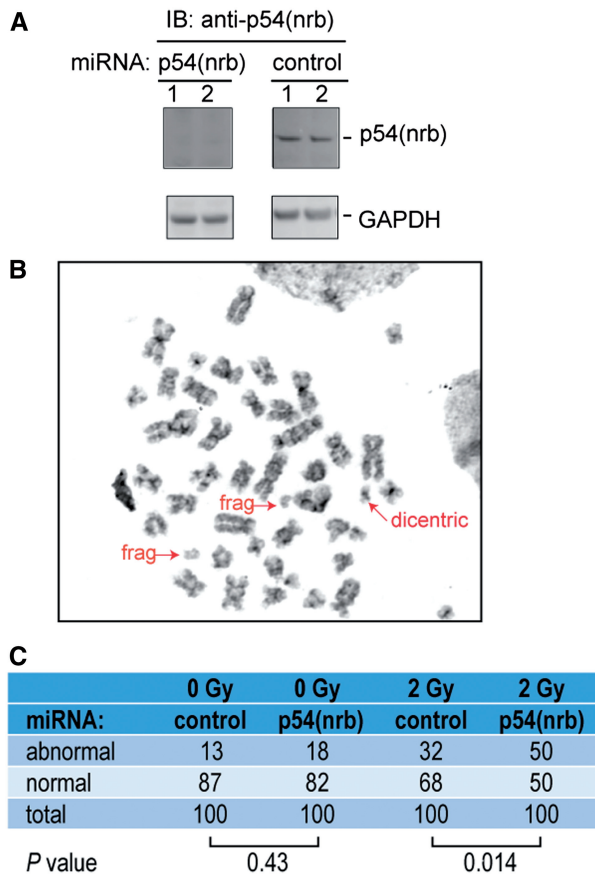 A
IB: anti-p54(nrb)
miRNA: p54(nrb) control
1 2 1 2
p54(nrb)
GAPDH
B
frag
dicentric
frag
C
0 Gy 0 Gy 2 Gy 2 Gy
miRNA: control p54(nrb) control p54(nrb)
abnormal 13 18 32 50
normal 87 82 68 50
total 100 100 100 100
P value 0.43 0.014